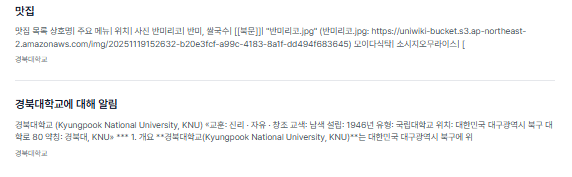 맛집
맛집 목록 상호명| 주요 메뉴| 위치| 사진 반미리코| 반미, 쌀국수| [[북문]]| "반미리코.jpg" (반미리코.jpg: https://uniwiki-bucket.s3.ap-northeast-
2.amazonaws.com/img/20251119152632-b20e3fcf-a99c-4183-8a1f-dd494f683645) 모이다식탁| 소시지오무라이스| [
경북대학교
경북대학교에 대해 알림
경북대학교 (Kyungpook National University, KNU) «교훈: 진리 · 자유 · 창조 교색: 남색 설립: 1946년 유형: 국립대학교 위치: 대한민국 대구광역시 북구 대
학로 80 약칭: 경북대, KNU» *** 1. 개요 **경북대학교(Kyungpook National University, KNU)**는 대한민국 대구광역시 북구에 위
경북대학교